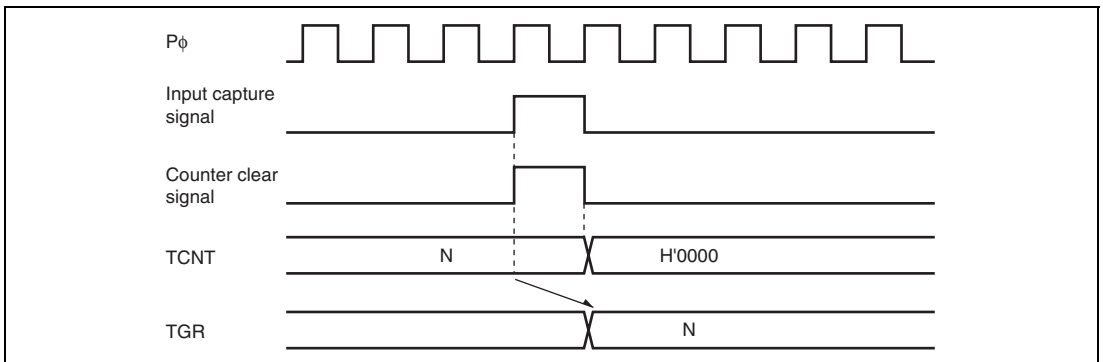 Pϕ
Input capture
signal
Counter clear
signal
TCNT
N
H'0000
TGR
N